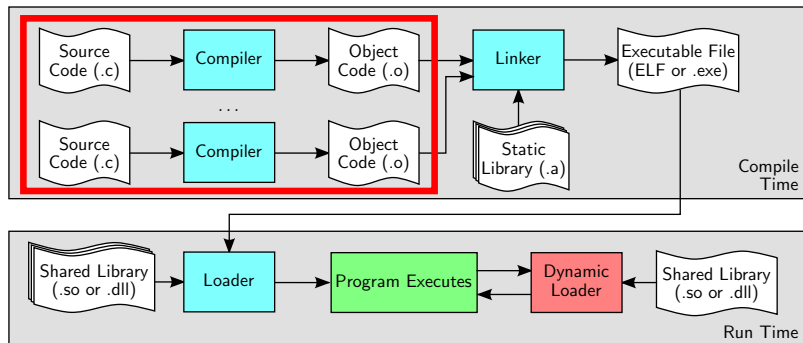 Source
Code (.c)
Compiler
Object
Code (.o)
Linker
Executable File
(ELF or .exe)
...
Source
Code (.c)
Compiler
Object
Code (.o)
Static
Library (.a)
Compile
Time
Shared Library
(.so or .dll)
Loader
Program Executes
Dynamic
Loader
Shared Library
(.so or .dll)
Run Time